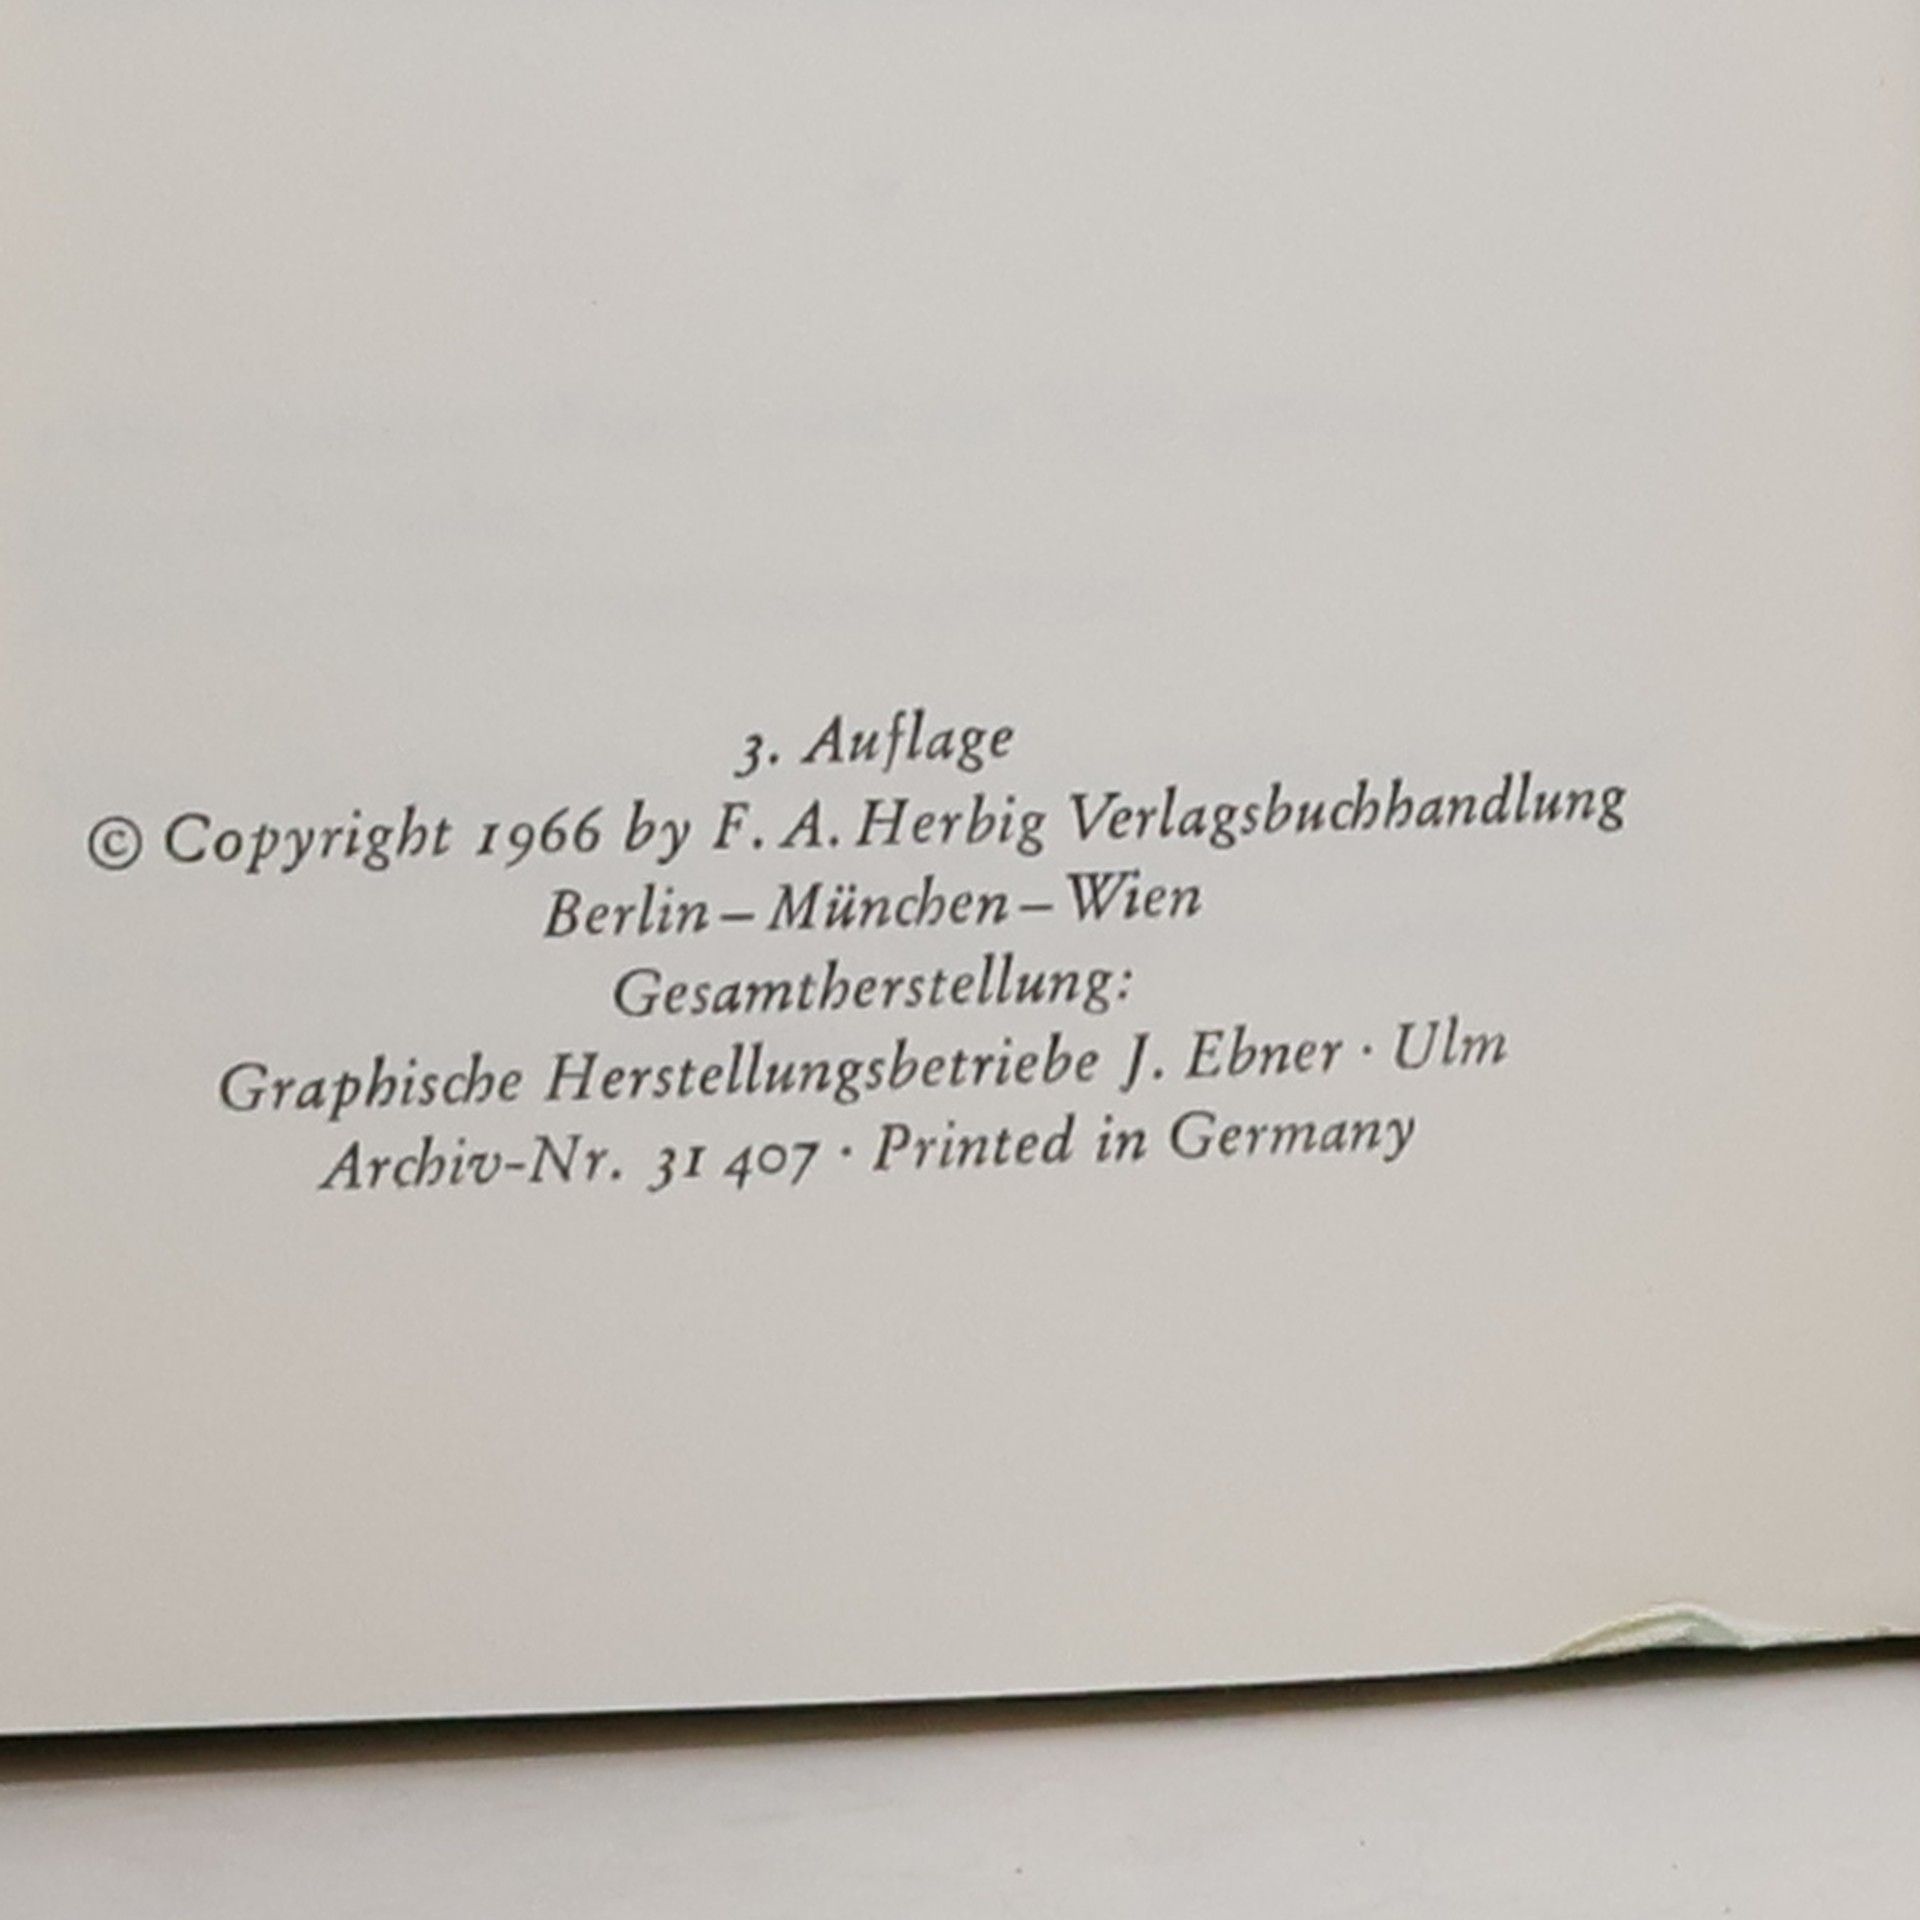 3. Auflage
© Copyright 1966 by F. A. Herbig Verlagsbuchhandlung
Berlin – München – Wien
Gesamtherstellung:
Graphische Herstellungsbetriebe J. Ebner · Ulm
Archiv-Nr. 31 407 · Printed in Germany